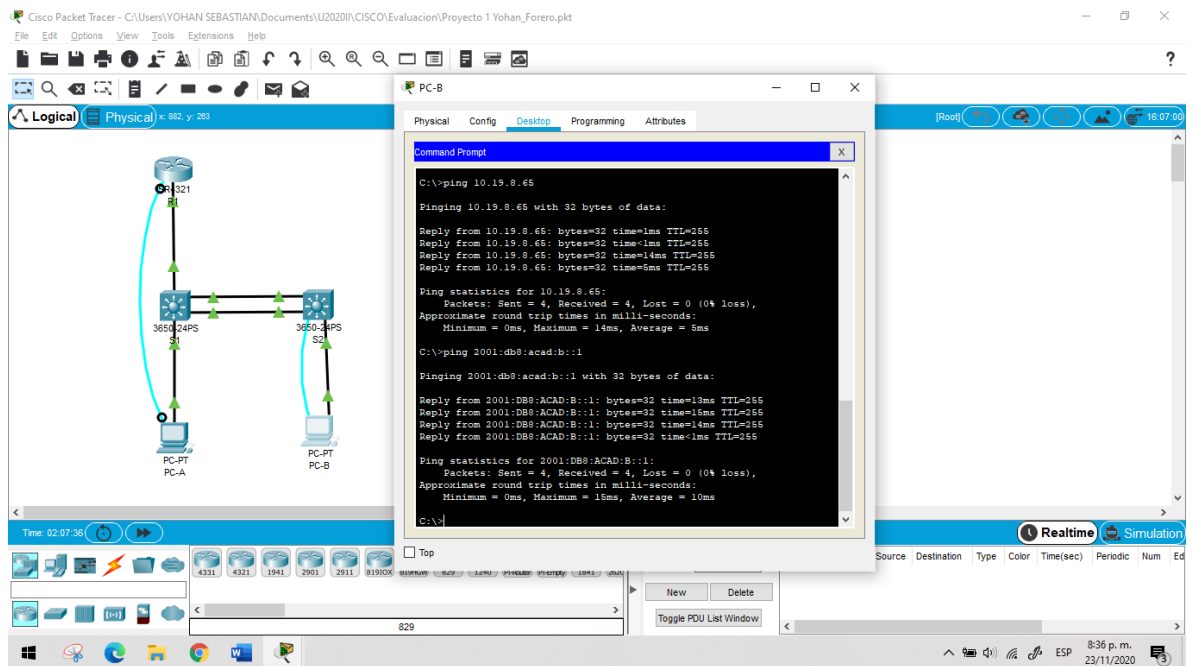 Cisco Packet Tracer - C:\Users\YOHAN SEBASTIAN\Documents\U2020II\CISCO\Evaluacion\Proyecto 1 Yohan_Forero.pkt
File Edit Options View Tools Extensions Help
?
Logical Physical x: 882, y: 263
[Root] 16:07:00
PC-B
Physical Config Desktop Programming Attributes
Command Prompt X
C:\>ping 10.19.8.65
Pinging 10.19.8.65 with 32 bytes of data:
Reply from 10.19.8.65: bytes=32 time=1ms TTL=255
Reply from 10.19.8.65: bytes=32 time<1ms TTL=255
Reply from 10.19.8.65: bytes=32 time=14ms TTL=255
Reply from 10.19.8.65: bytes=32 time=5ms TTL=255
Ping statistics for 10.19.8.65:
Packets: Sent = 4, Received = 4, Lost = 0 (0% loss),
Approximate round trip times in milli-seconds:
Minimum = 0ms, Maximum = 14ms, Average = 5ms
C:\>ping 2001:db8:acad:b::1
Pinging 2001:db8:acad:b::1 with 32 bytes of data:
Reply from 2001:DB8:ACAD:B::1: bytes=32 time=13ms TTL=255
Reply from 2001:DB8:ACAD:B::1: bytes=32 time=15ms TTL=255
Reply from 2001:DB8:ACAD:B::1: bytes=32 time=14ms TTL=255
Reply from 2001:DB8:ACAD:B::1: bytes=32 time<1ms TTL=255
Ping statistics for 2001:DB8:ACAD:B::1:
Packets: Sent = 4, Received = 4, Lost = 0 (0% loss),
Approximate round trip times in milli-seconds:
Minimum = 0ms, Maximum = 15ms, Average = 10ms
C:\>
Top
R1
3650-24PS
S1
3650-24PS
S2
PC-PT
PC-A
PC-PT
PC-B
Time: 02:07:36
Realtime Simulation
4331 4321 1941 2901 2911 819IOX 819HGW 829 1240 PT-Router PT-Empty 1841
829
New Delete
Toggle PDU List Window
Source Destination Type Color Time(sec) Periodic Num Ed
ESP
8:36 p. m.
23/11/2020
3